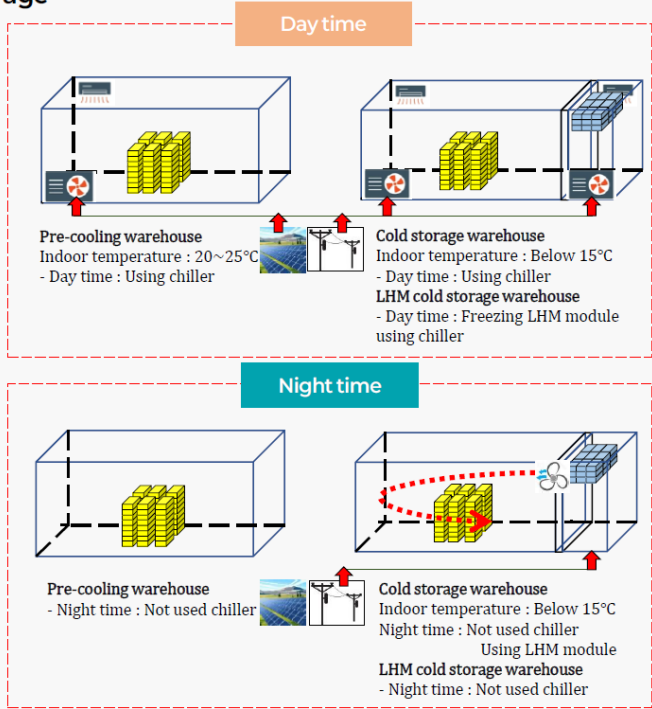 age
Day time
Pre-cooling warehouse
Indoor temperature : 20~25℃
- Day time : Using chiller
Cold storage warehouse
Indoor temperature : Below 15℃
- Day time : Using chiller
LHM cold storage warehouse
- Day time : Freezing LHM module
using chiller
Night time
Pre-cooling warehouse
- Night time : Not used chiller
Cold storage warehouse
Indoor temperature : Below 15℃
Night time : Not used chiller
Using LHM module
LHM cold storage warehouse
- Night time : Not used chiller